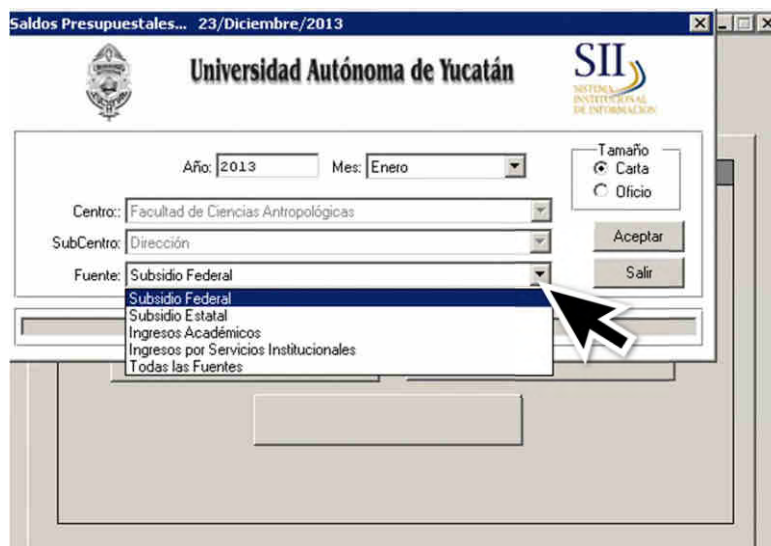 Saldos Presupuestales... 23/Diciembre/2013
Universidad Autónoma de Yucatán
SII
SISTEMA
INSTITUCIONAL
DE INFORMACIÓN
Año: 2013 Mes: Enero
Tamaño
Carta
Oficio
Centro:: Facultad de Ciencias Antropológicas
SubCentro: Dirección
Aceptar
Fuente: Subsidio Federal
Salir
Subsidio Federal
Subsidio Estatal
Ingresos Académicos
Ingresos por Servicios Institucionales
Todas las Fuentes